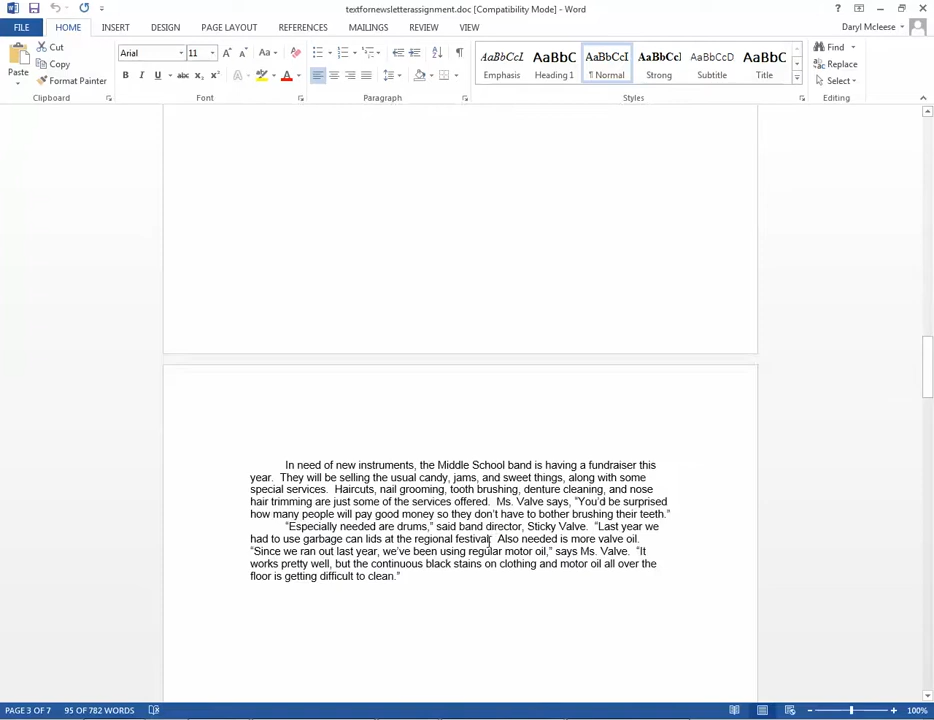 textfornewsletterassignment.doc [Compatibility Mode] - Word
?
FILE HOME INSERT DESIGN PAGE LAYOUT REFERENCES MAILINGS REVIEW VIEW Daryl Mcleese
Paste Cut Copy Format Painter
Arial 11
Aa
B I U abc X₂ X² A A
AaBbCcL AaBbC AaBbCcI AaBbCcl AaBbCcD AaBbC
Emphasis Heading 1 ¶ Normal Strong Subtitle Title
Find
Replace
Select
Clipboard Font Paragraph Styles Editing
In need of new instruments, the Middle School band is having a fundraiser this
year. They will be selling the usual candy, jams, and sweet things, along with some
special services. Haircuts, nail grooming, tooth brushing, denture cleaning, and nose
hair trimming are just some of the services offered. Ms. Valve says, “You’d be surprised
how many people will pay good money so they don’t have to bother brushing their teeth.”
“Especially needed are drums,” said band director, Sticky Valve. “Last year we
had to use garbage can lids at the regional festival. Also needed is more valve oil.
“Since we ran out last year, we’ve been using regular motor oil,” says Ms. Valve. “It
works pretty well, but the continuous black stains on clothing and motor oil all over the
floor is getting difficult to clean.”
PAGE 3 OF 7 95 OF 782 WORDS 100%